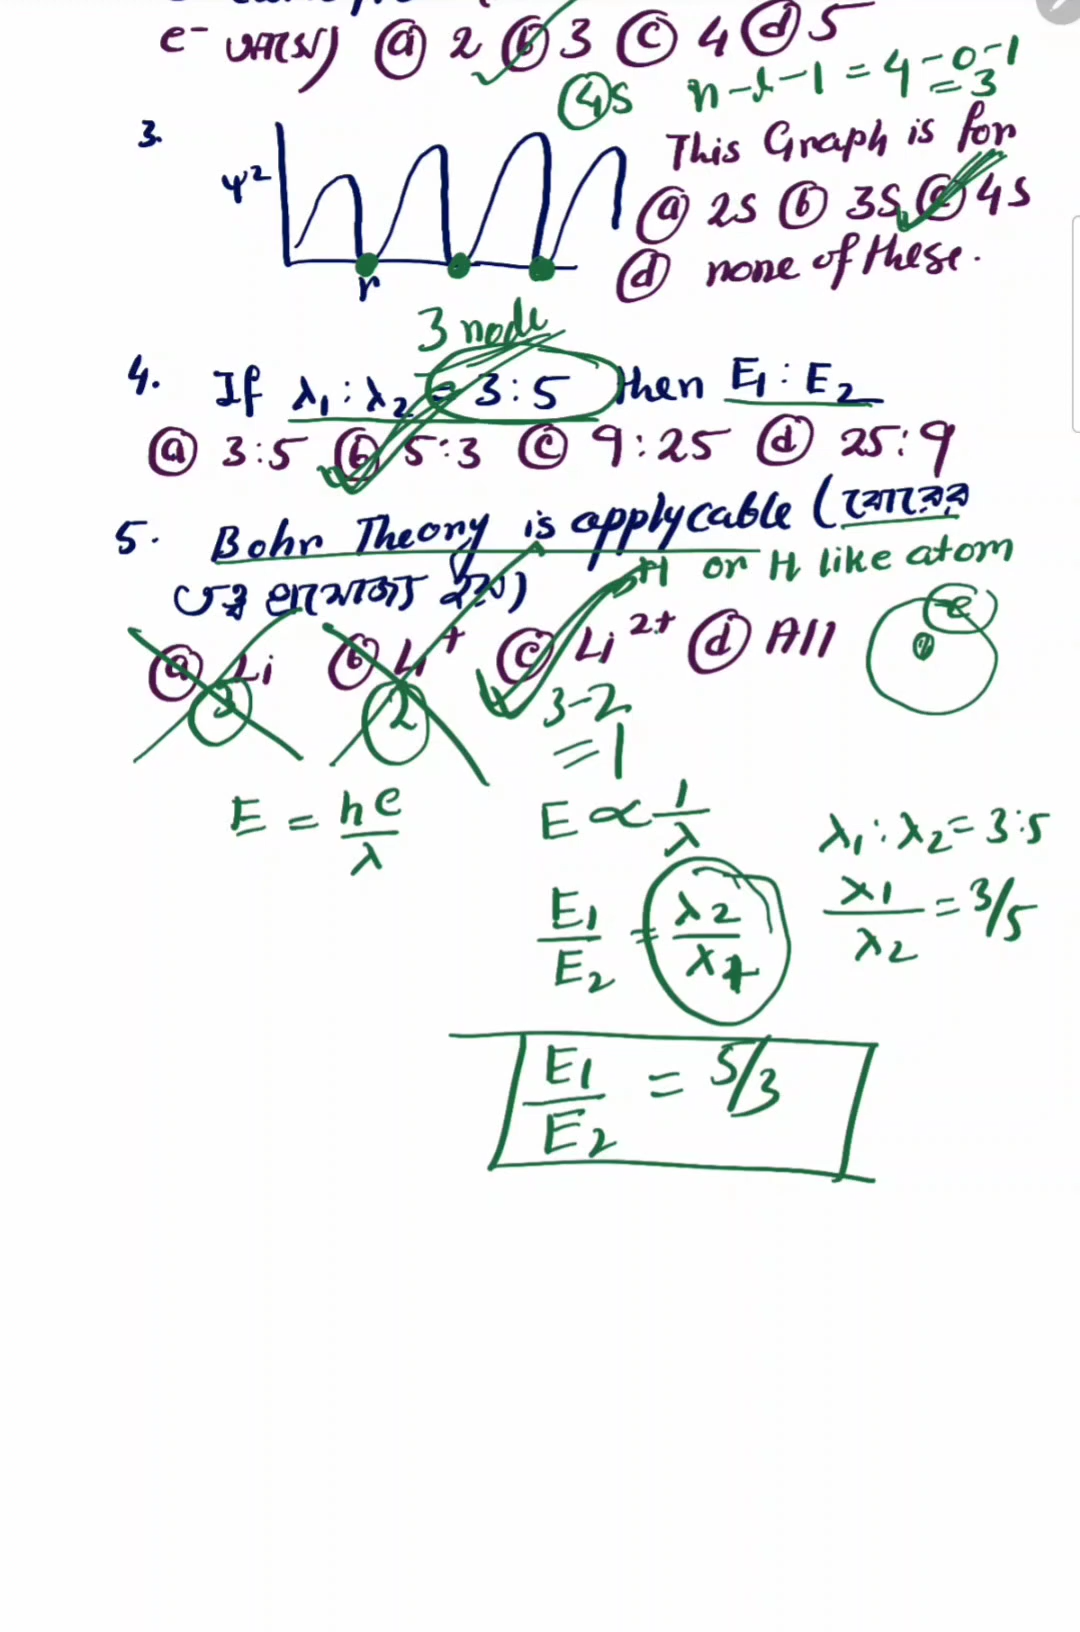 e⁻ আছে) ⓐ 2 ⓑ 3 ⓒ 4 ⓓ 5
④s n-l-1 = 4-0-1
= 3
3.
ψ²
r
This Graph is for
ⓐ 2s ⓑ 3s ⓒ 4s
ⓓ none of these.
3 node
4. If λ₁ : λ₂ = 3:5 then E₁ : E₂
ⓐ 3:5 ⓑ 5:3 ⓒ 9:25 ⓓ 25:9
5. Bohr Theory is applycable (
H or H like atom
ⓐ Li ⓑ Li⁺ ⓒ Li²⁺ ⓓ All
e
3
2
3-2
=1
E = hc/λ
E ∝ 1/λ
λ₁ : λ₂ = 3:5
E₁/E₂ = λ₂/λ₁
λ₁/λ₂ = 3/5
E₁/E₂ = 5/3